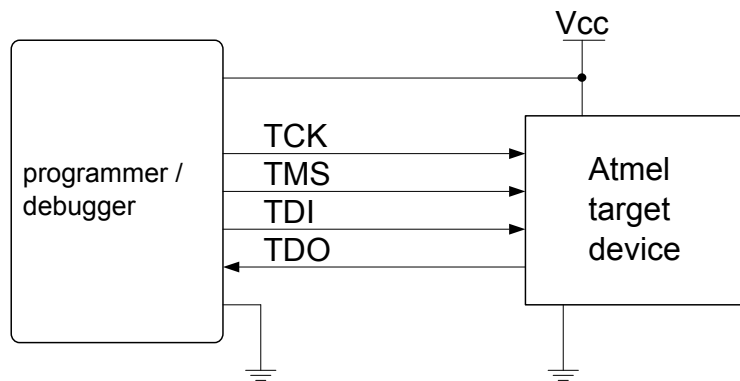 Vcc
TCK
TMS
TDI
TDO
programmer /
debugger
Atmel
target
device